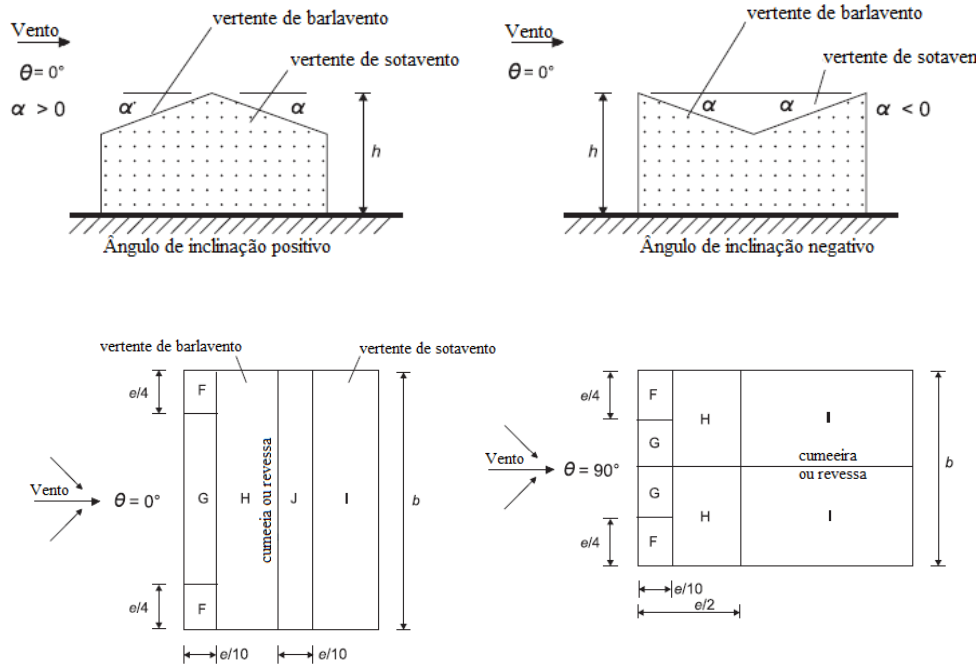 Vento
vertente de barlavento
θ = 0°
vertente de sotavento
α > 0
α
α
h
Ângulo de inclinação positivo
Vento
vertente de barlavento
θ = 0°
vertente de sotaven
α
α
α < 0
h
Ângulo de inclinação negativo
vertente de barlavento
vertente de sotavento
e/4
F
Vento
θ = 0°
G
H
cumeeia ou revessa
J
I
b
e/4
F
e/10
e/10
e/4
F
H
I
G
Vento
θ = 90°
cumeeira
ou revessa
b
G
H
I
e/4
F
e/10
e/2